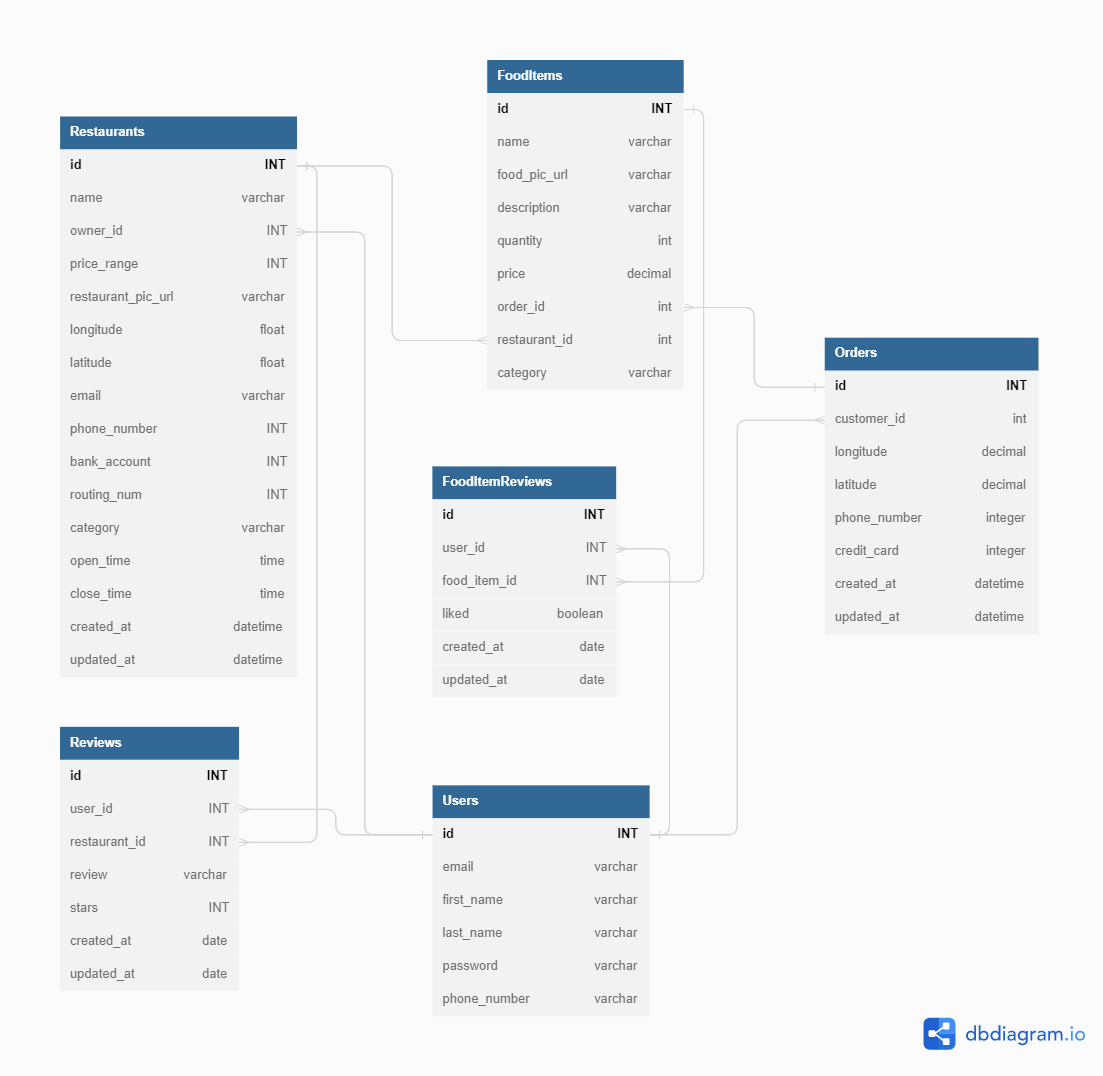 FoodItems
id INT
name varchar
food_pic_url varchar
description varchar
quantity int
price decimal
order_id int
restaurant_id int
category varchar
Restaurants
id INT
name varchar
owner_id INT
price_range INT
restaurant_pic_url varchar
longitude float
latitude float
email varchar
phone_number INT
bank_account INT
routing_num INT
category varchar
open_time time
close_time time
created_at datetime
updated_at datetime
Orders
id INT
customer_id int
longitude decimal
latitude decimal
phone_number integer
credit_card integer
created_at datetime
updated_at datetime
FoodItemReviews
id INT
user_id INT
food_item_id INT
liked boolean
created_at date
updated_at date
Reviews
id INT
user_id INT
restaurant_id INT
review varchar
stars INT
created_at date
updated_at date
Users
id INT
email varchar
first_name varchar
last_name varchar
password varchar
phone_number varchar
dbdiagram.io